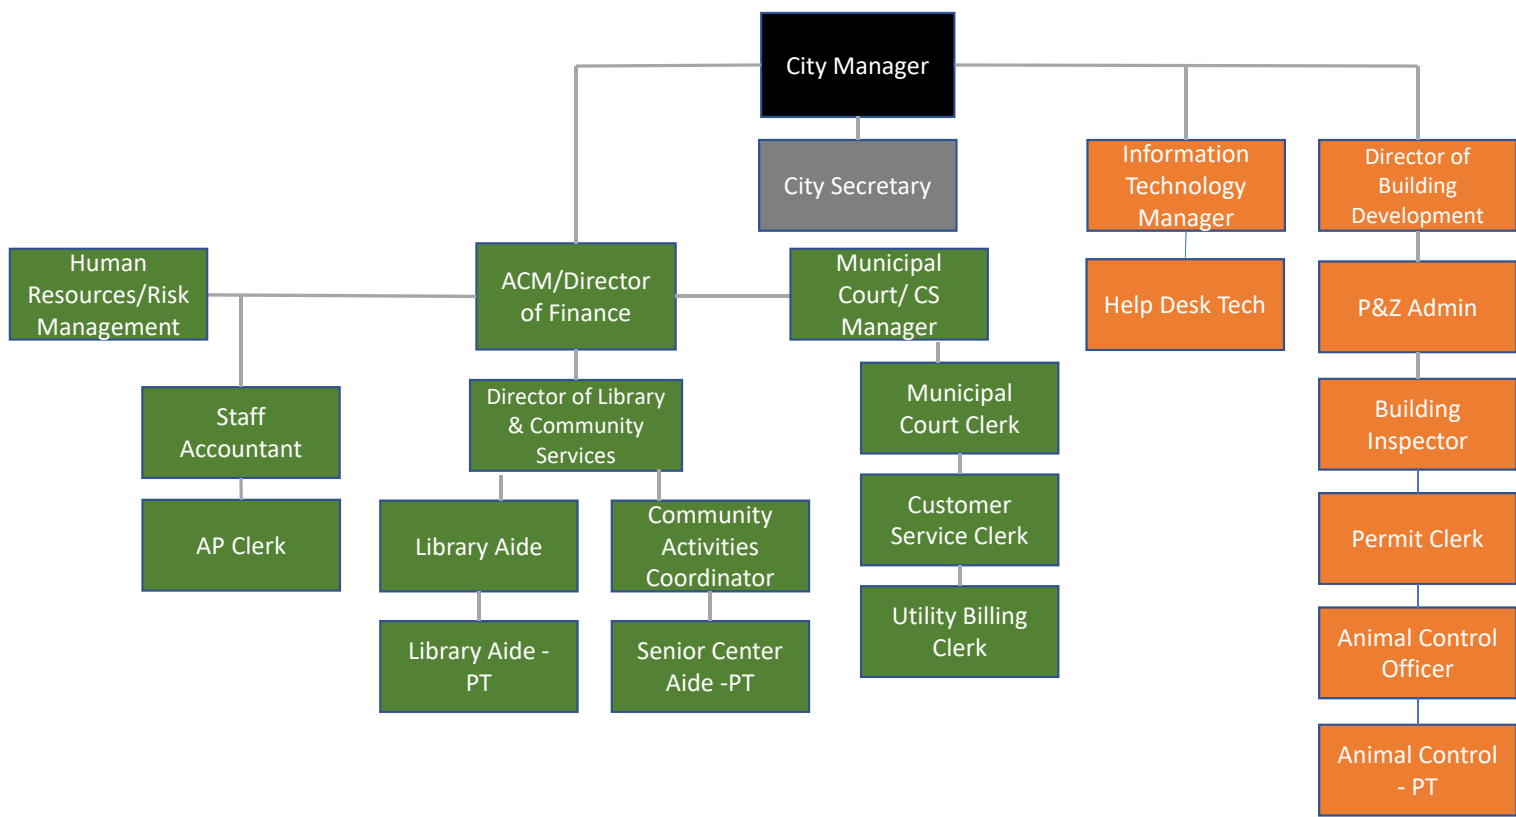 City Manager
City Secretary
Information
Technology
Manager
Director of
Building
Development
Human
Resources/Risk
Management
ACM/Director
of Finance
Municipal
Court/ CS
Manager
Help Desk Tech
P&Z Admin
Staff
Accountant
Director of Library
& Community
Services
Municipal
Court Clerk
Building
Inspector
AP Clerk
Library Aide
Community
Activities
Coordinator
Customer
Service Clerk
Permit Clerk
Library Aide -
PT
Senior Center
Aide -PT
Utility Billing
Clerk
Animal Control
Officer
Animal Control
- PT